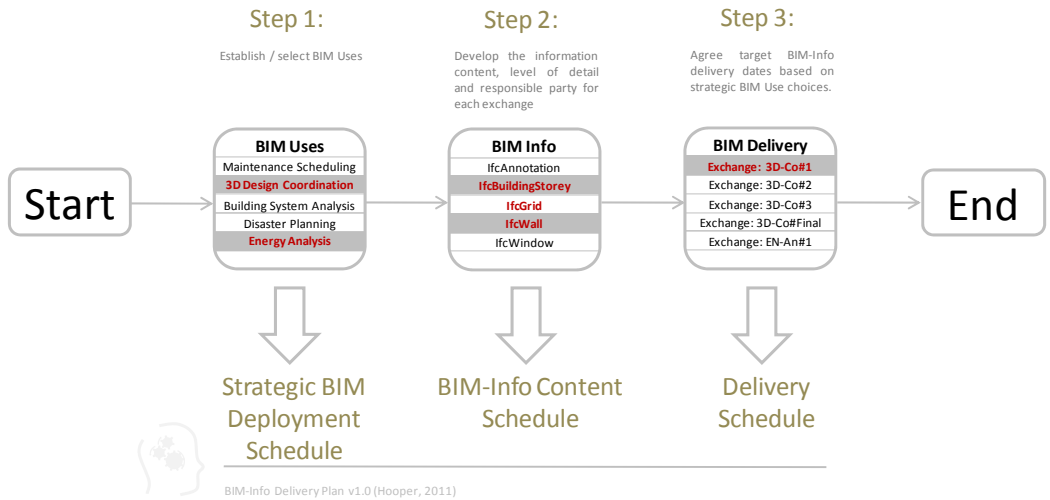 Step 1:
Step 2:
Step 3:
Establish / select BIM Uses
Develop the information
content, level of detail
and responsible party for
each exchange
Agree target BIM-Info
delivery dates based on
strategic BIM Use choices.
Start
BIM Uses
Maintenance Scheduling
3D Design Coordination
Building System Analysis
Disaster Planning
Energy Analysis
BIM Info
IfcAnnotation
IfcBuildingStorey
IfcGrid
IfcWall
IfcWindow
BIM Delivery
Exchange: 3D-Co#1
Exchange: 3D-Co#2
Exchange: 3D-Co#3
Exchange: 3D-Co#Final
Exchange: EN-An#1
End
Strategic BIM
Deployment
Schedule
BIM-Info Content
Schedule
Delivery
Schedule
BIM-Info Delivery Plan v1.0 (Hooper, 2011)